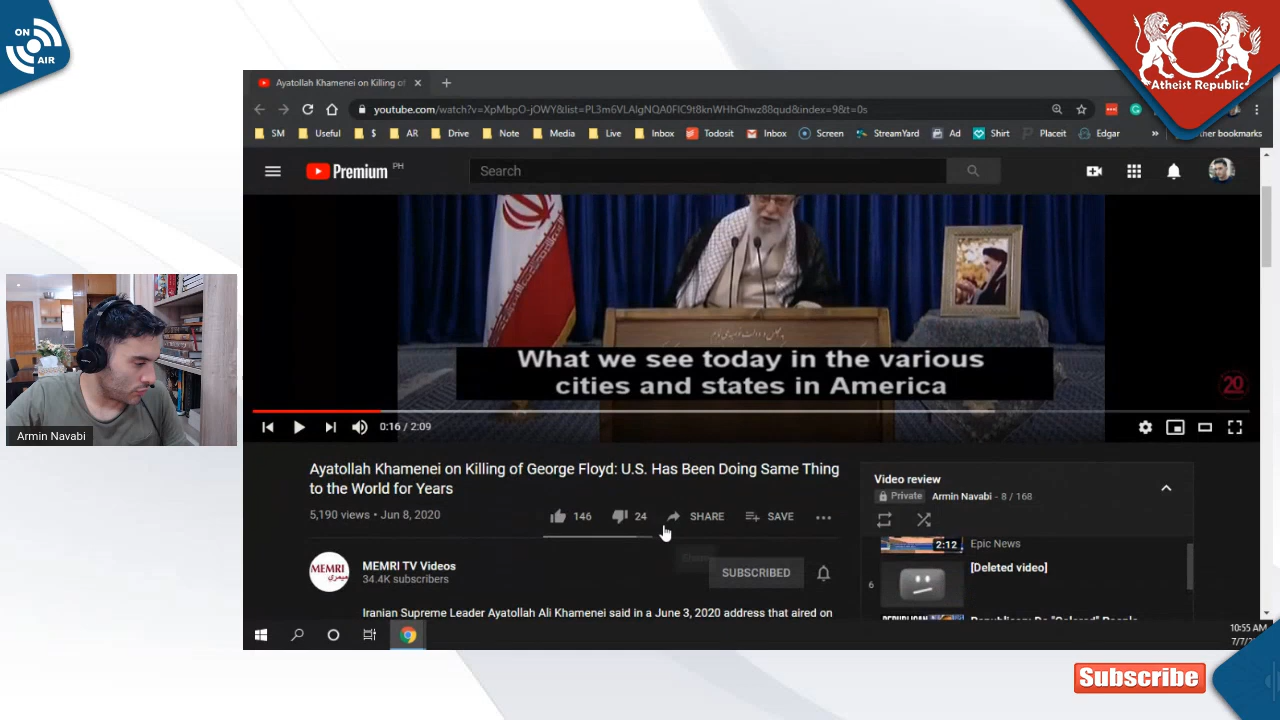 ON
AIR
Atheist Republic
Ayatollah Khamenei on Killing of
youtube.com/watch?v=XpMbpO-jOWY&list=PL3m6VLAlgNQA0FlC9t8knWHhGhwz88qud&index=9&t=0s
SM Useful $ AR Drive Note Media Live Inbox Todosit Inbox Screen StreamYard Ad Shirt Placeit Edgar » other bookmarks
Premium PH
Search
What we see today in the various
cities and states in America
20
0:16 / 2:09
Ayatollah Khamenei on Killing of George Floyd: U.S. Has Been Doing Same Thing
to the World for Years
5,190 views • Jun 8, 2020
146 24 SHARE SAVE
MEMRI
MEMRI TV Videos
34.4K subscribers
SUBSCRIBED
Iranian Supreme Leader Ayatollah Ali Khamenei said in a June 3, 2020 address that aired on
Video review
Private Armin Navabi - 8 / 168
2:12 Epic News
6 [Deleted video]
Armin Navabi
10:55 AM
Subscribe